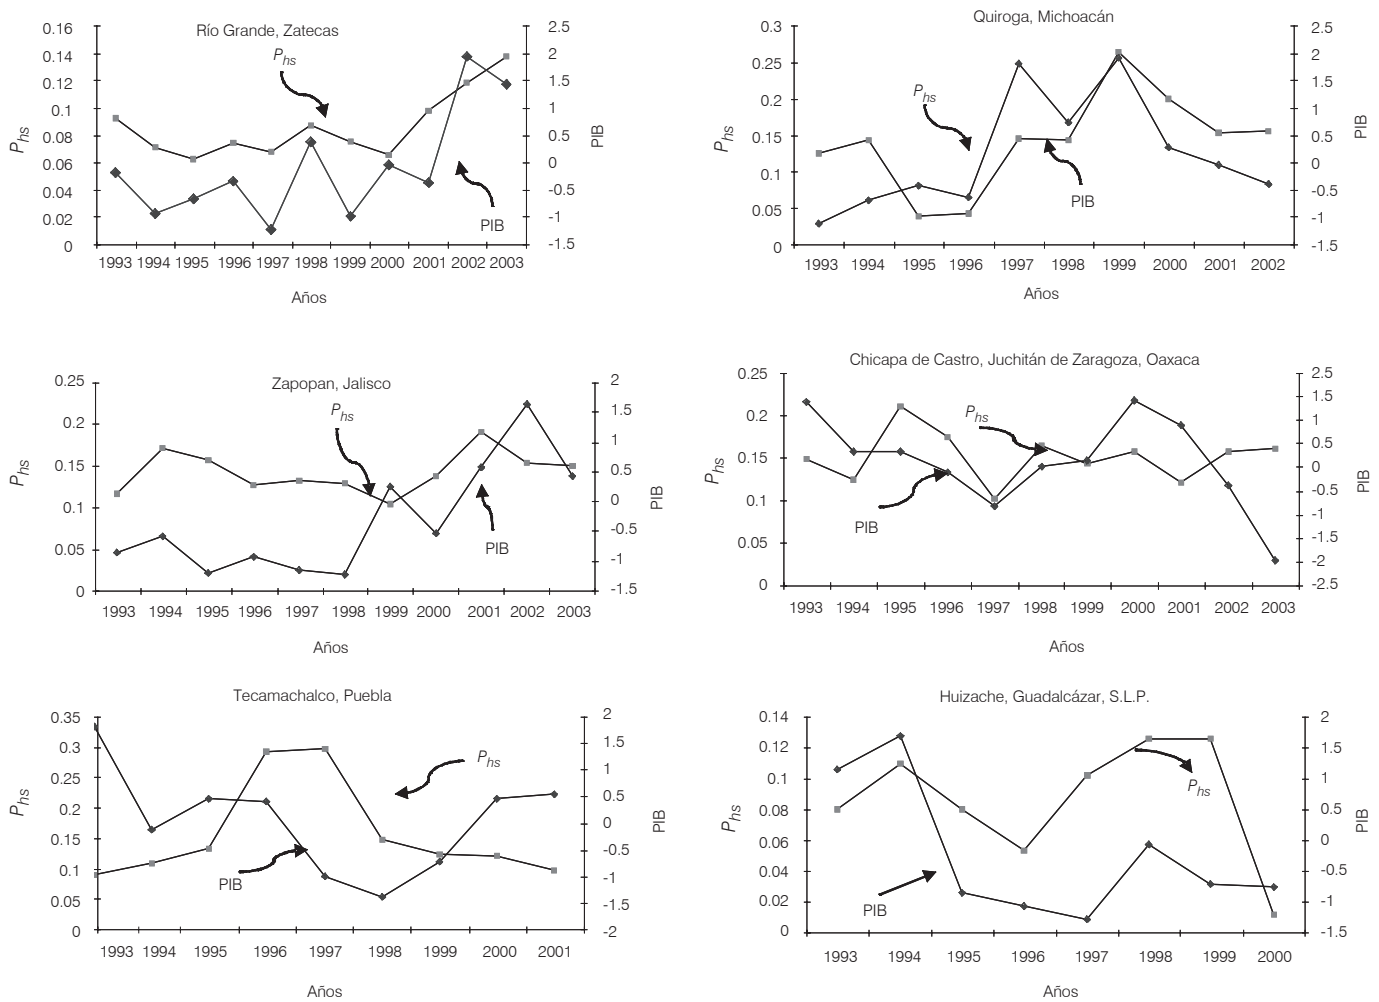 Río Grande, Zatecas
P_hs
P_hs
PIB
PIB
0.16
0.14
0.12
0.1
0.08
0.06
0.04
0.02
0
2.5
2
1.5
1
0.5
0
-0.5
-1
-1.5
1993 1994 1995 1996 1997 1998 1999 2000 2001 2002 2003
Años
Quiroga, Michoacán
P_hs
P_hs
PIB
PIB
0.3
0.25
0.2
0.15
0.1
0.05
0
2.5
2
1.5
1
0.5
0
-0.5
-1
-1.5
1993 1994 1995 1996 1997 1998 1999 2000 2001 2002
Años
Zapopan, Jalisco
P_hs
P_hs
PIB
PIB
0.25
0.2
0.15
0.1
0.05
0
2
1.5
1
0.5
0
-0.5
-1
-1.5
1993 1994 1995 1996 1997 1998 1999 2000 2001 2002 2003
Años
Chicapa de Castro, Juchitán de Zaragoza, Oaxaca
P_hs
P_hs
PIB
PIB
0.25
0.2
0.15
0.1
0.05
0
2.5
2
1.5
1
0.5
0
-0.5
-1
-1.5
-2
-2.5
1993 1994 1995 1996 1997 1998 1999 2000 2001 2002 2003
Años
Tecamachalco, Puebla
P_hs
P_hs
PIB
PIB
0.35
0.3
0.25
0.2
0.15
0.1
0.05
0
2
1.5
1
0.5
0
-0.5
-1
-1.5
-2
1993 1994 1995 1996 1997 1998 1999 2000 2001
Años
Huizache, Guadalcázar, S.L.P.
P_hs
P_hs
PIB
PIB
0.14
0.12
0.1
0.08
0.06
0.04
0.02
0
2
1.5
1
0.5
0
-0.5
-1
-1.5
1993 1994 1995 1996 1997 1998 1999 2000
Años